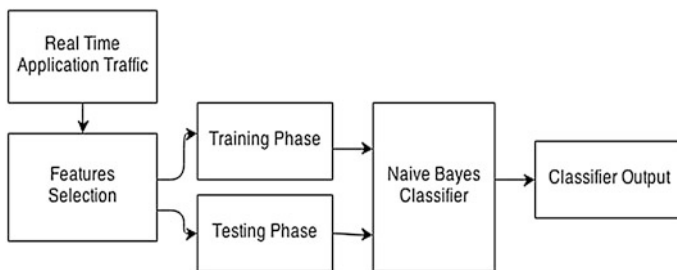 Real Time
Application Traffic
Features
Selection
Training Phase
Testing Phase
Naive Bayes
Classifier
Classifier Output